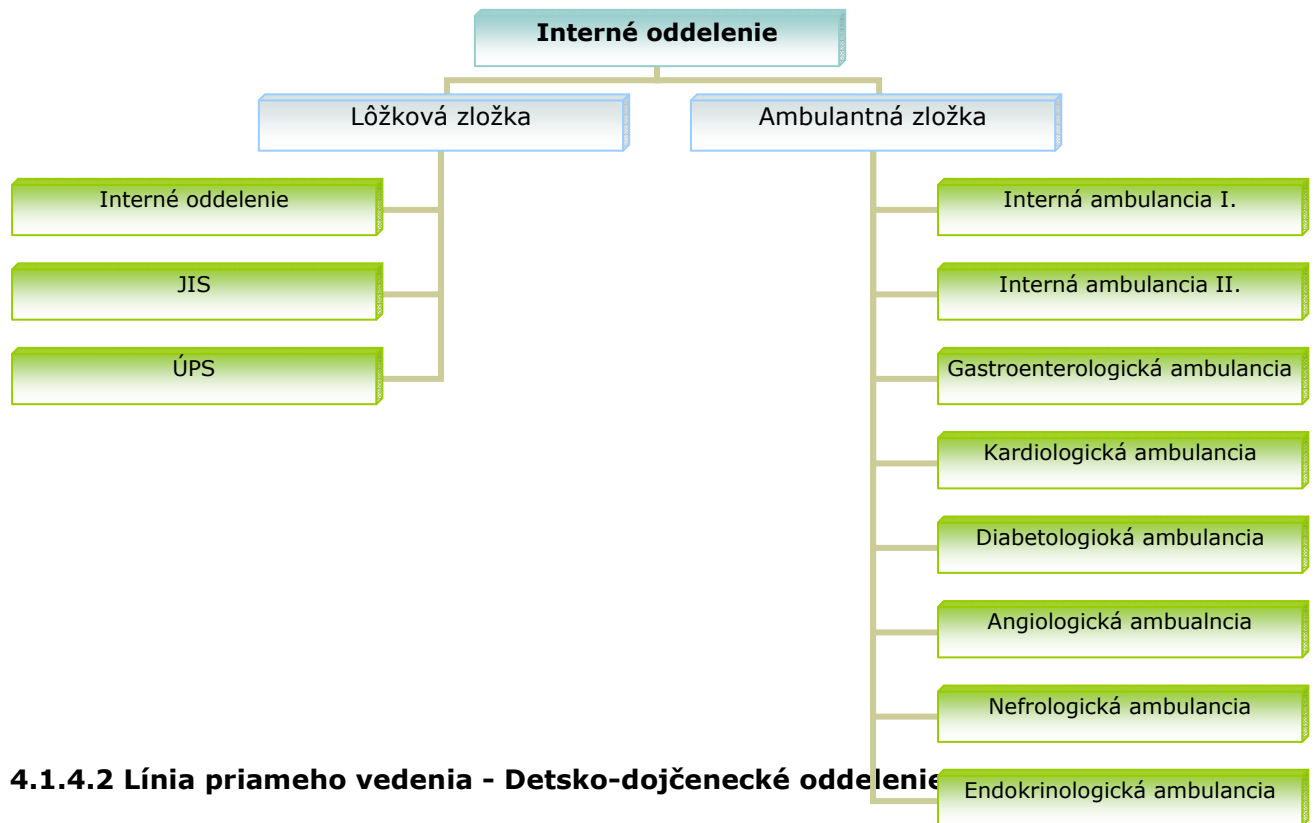 Interné oddelenie
Lôžková zložka
Ambulantná zložka
Interné oddelenie
JIS
ÚPS
Interná ambulancia I.
Interná ambulancia II.
Gastroenterologická ambulancia
Kardiologická ambulancia
Diabetologioká ambulancia
Angiologická ambualncia
Nefrologická ambulancia
Endokrinologická ambulancia
4.1.4.2 Línia priameho vedenia - Detsko-dojčenecké oddelenie